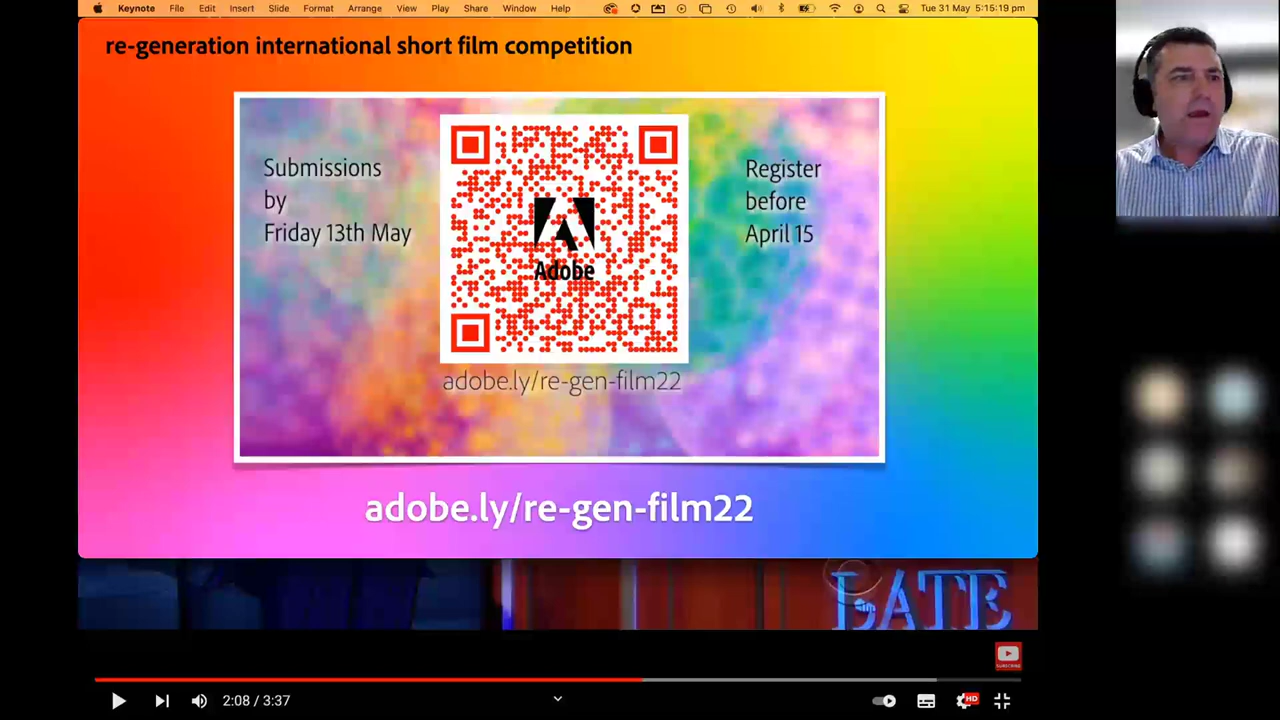 Keynote File Edit Insert Slide Format Arrange View Play Share Window Help Tue 31 May 5:15:19 pm
re-generation international short film competition
Submissions
by
Friday 13th May
Adobe
Register
before
April 15
adobe.ly/re-gen-film22
adobe.ly/re-gen-film22
LATE
SUBSCRIBE
2:08 / 3:37
HD